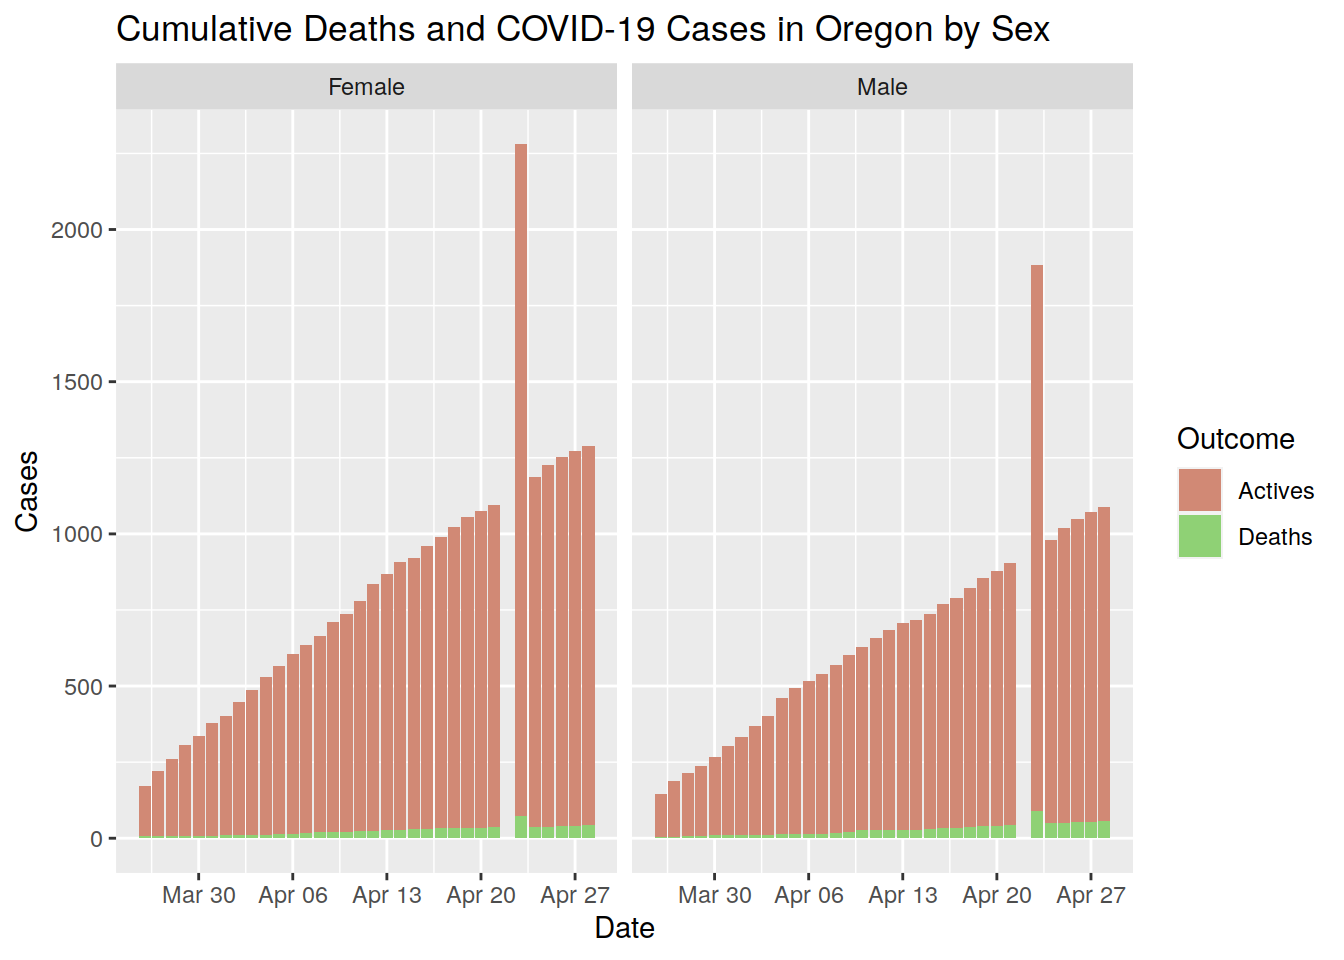 Cumulative Deaths and COVID-19 Cases in Oregon by Sex
Female
Male
Cases
2000
1500
1000
500
0
Mar 30
Apr 06
Apr 13
Apr 20
Apr 27
Mar 30
Apr 06
Apr 13
Apr 20
Apr 27
Date
Outcome
Actives
Deaths